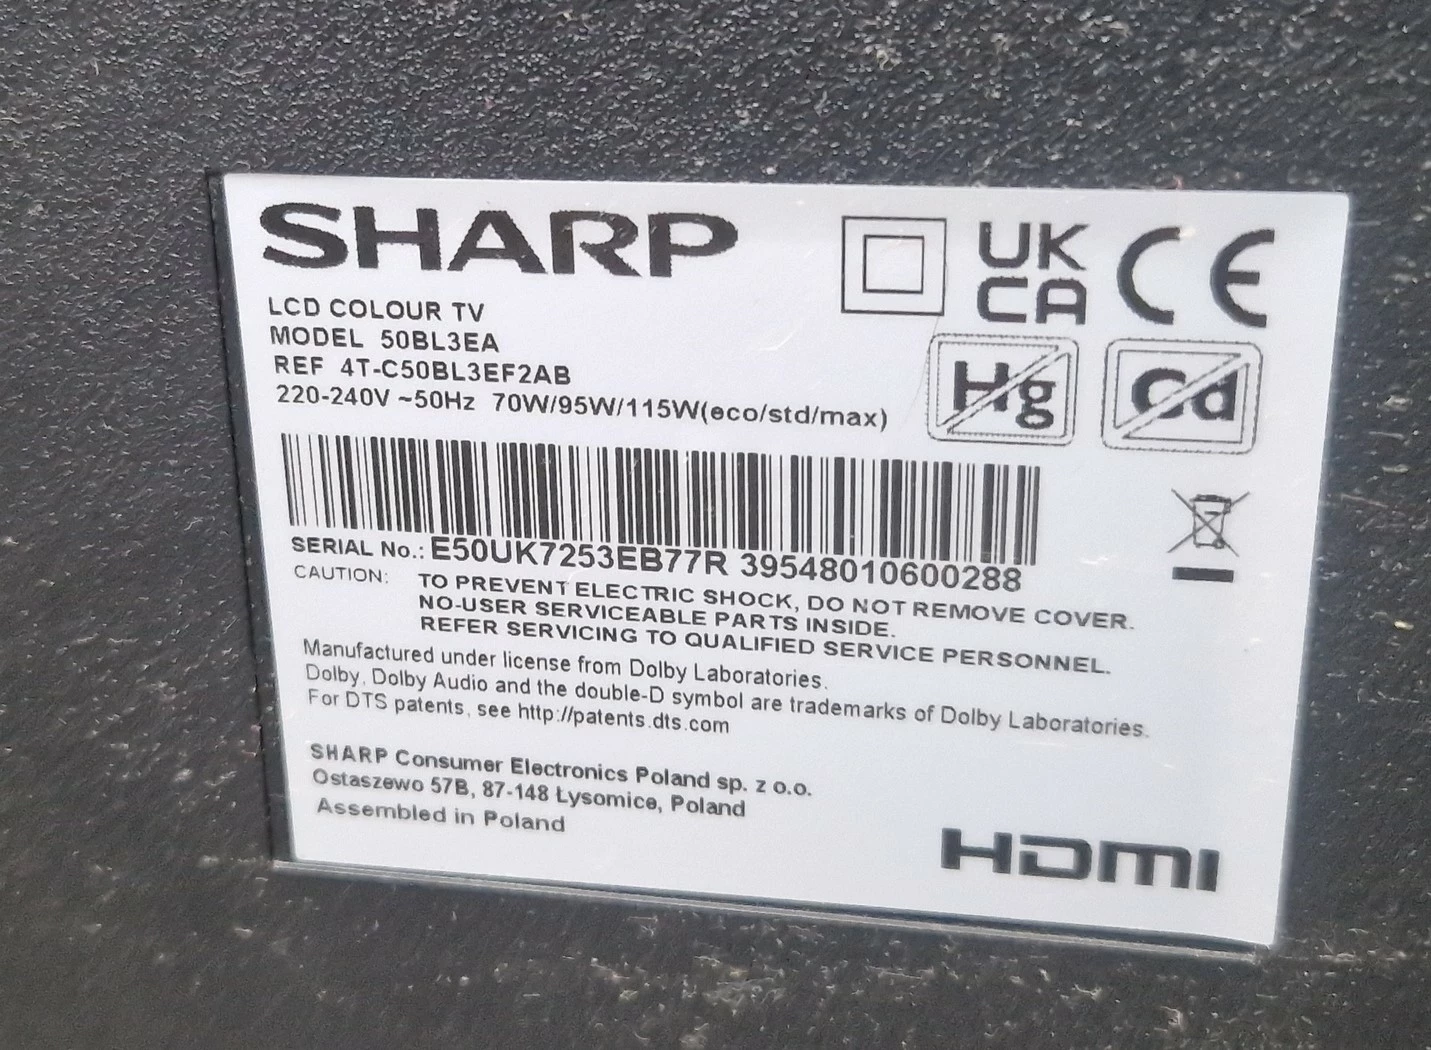 SHARP
UK
CA
CE
LCD COLOUR TV
MODEL 50BL3EA
REF 4T-C50BL3EF2AB
220-240V ~50Hz 70W/95W/115W(eco/std/max)
Hg
Cd
SERIAL No.: E50UK7253EB77R 39548010600288
CAUTION: TO PREVENT ELECTRIC SHOCK, DO NOT REMOVE COVER.
NO-USER SERVICEABLE PARTS INSIDE.
REFER SERVICING TO QUALIFIED SERVICE PERSONNEL.
Manufactured under license from Dolby Laboratories.
Dolby, Dolby Audio and the double-D symbol are trademarks of Dolby Laboratories.
For DTS patents, see http://patents.dts.com
SHARP Consumer Electronics Poland sp. z o.o.
Ostaszewo 57B, 87-148 Łysomice, Poland
Assembled in Poland
HDMI